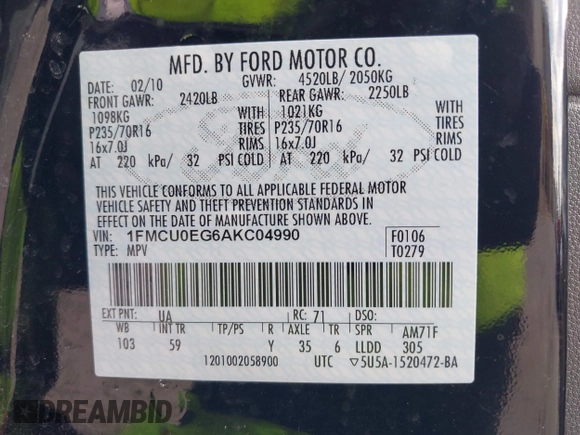 MFD. BY FORD MOTOR CO.
DATE: 02/10 GVWR: 4520LB/ 2050KG
FRONT GAWR: 2420LB REAR GAWR: 2250LB
1098KG WITH 1021KG WITH
P235/70R16 TIRES P235/70R16 TIRES
16x7.0J RIMS 16x7.0J RIMS
AT 220 kPa/ 32 PSI COLD AT 220 kPa/ 32 PSI COLD
THIS VEHICLE CONFORMS TO ALL APPLICABLE FEDERAL MOTOR
VEHICLE SAFETY AND THEFT PREVENTION STANDARDS IN
EFFECT ON THE DATE OF MANUFACTURE SHOWN ABOVE.
VIN: 1FMCU0EG6AKC04990 F0106
TYPE: MPV T0279
EXT PNT: UA RC: 71 DSO:
WB INT TR TP/PS R AXLE TR SPR AM71F
103 59 Y 35 6 LLDD 305
1201002058900 UTC ▽5U5A-1520472-BA
Ford
DREAMBID